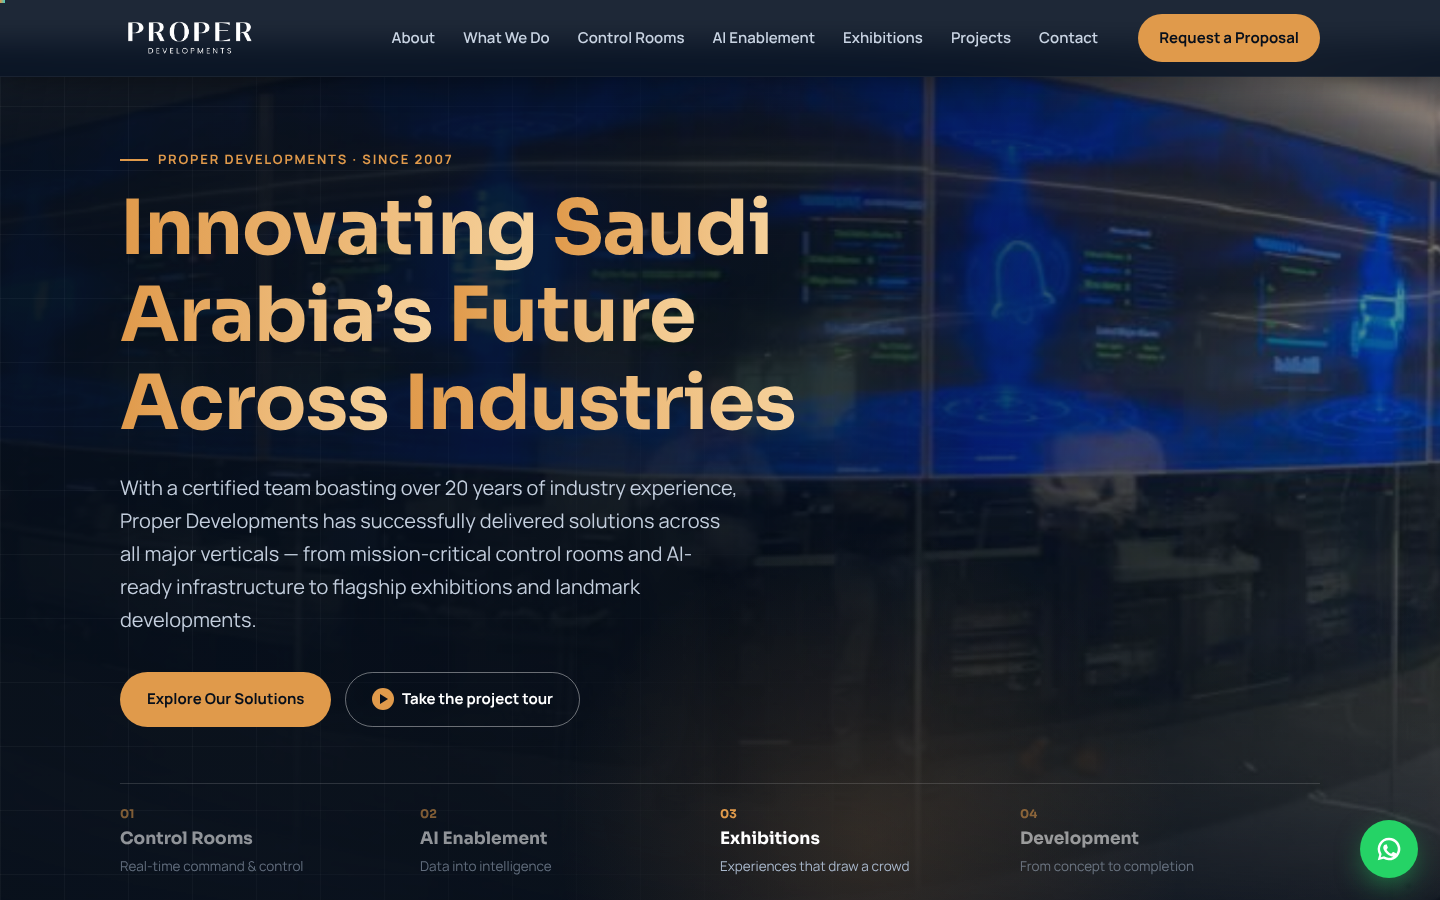 PROPER
DEVELOPMENTS
About
What We Do
Control Rooms
AI Enablement
Exhibitions
Projects
Contact
Request a Proposal
PROPER DEVELOPMENTS · SINCE 2007
Innovating Saudi
Arabia’s Future
Across Industries
With a certified team boasting over 20 years of industry experience,
Proper Developments has successfully delivered solutions across
all major verticals — from mission-critical control rooms and AI-
ready infrastructure to flagship exhibitions and landmark
developments.
Explore Our Solutions
Take the project tour
01
Control Rooms
Real-time command & control
02
AI Enablement
Data into intelligence
03
Exhibitions
Experiences that draw a crowd
04
Development
From concept to completion